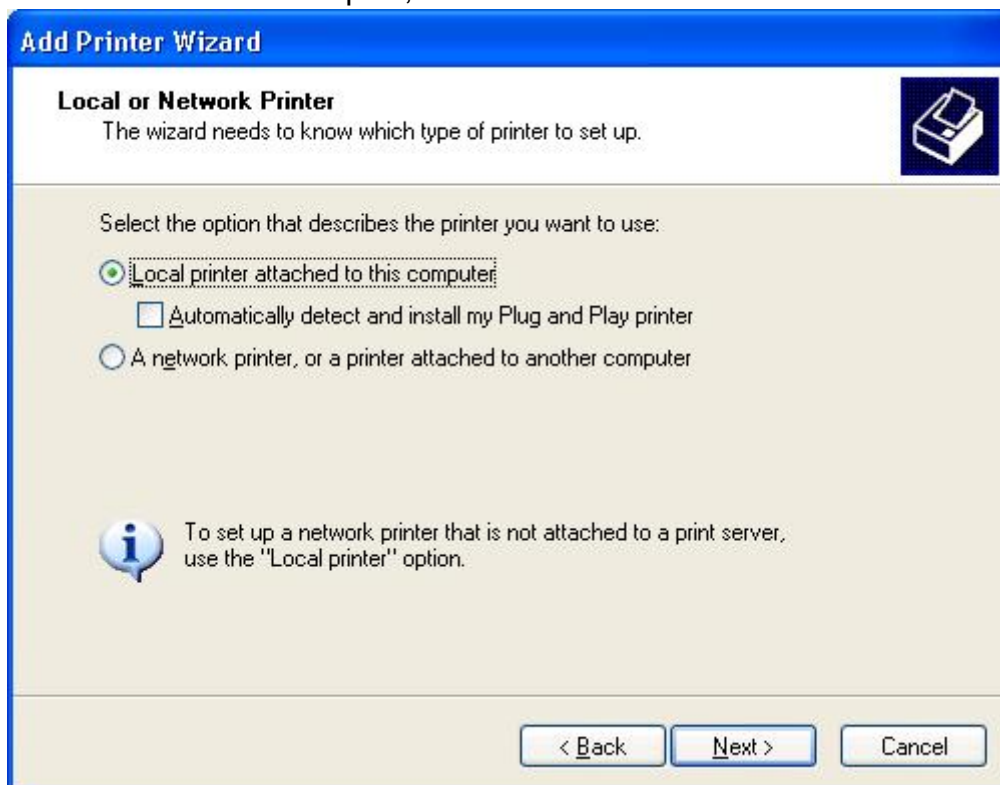 Add Printer Wizard
Local or Network Printer
The wizard needs to know which type of printer to set up.
Select the option that describes the printer you want to use:
Local printer attached to this computer
Automatically detect and install my Plug and Play printer
A network printer, or a printer attached to another computer
To set up a network printer that is not attached to a print server,
use the "Local printer" option.
< Back Next > Cancel